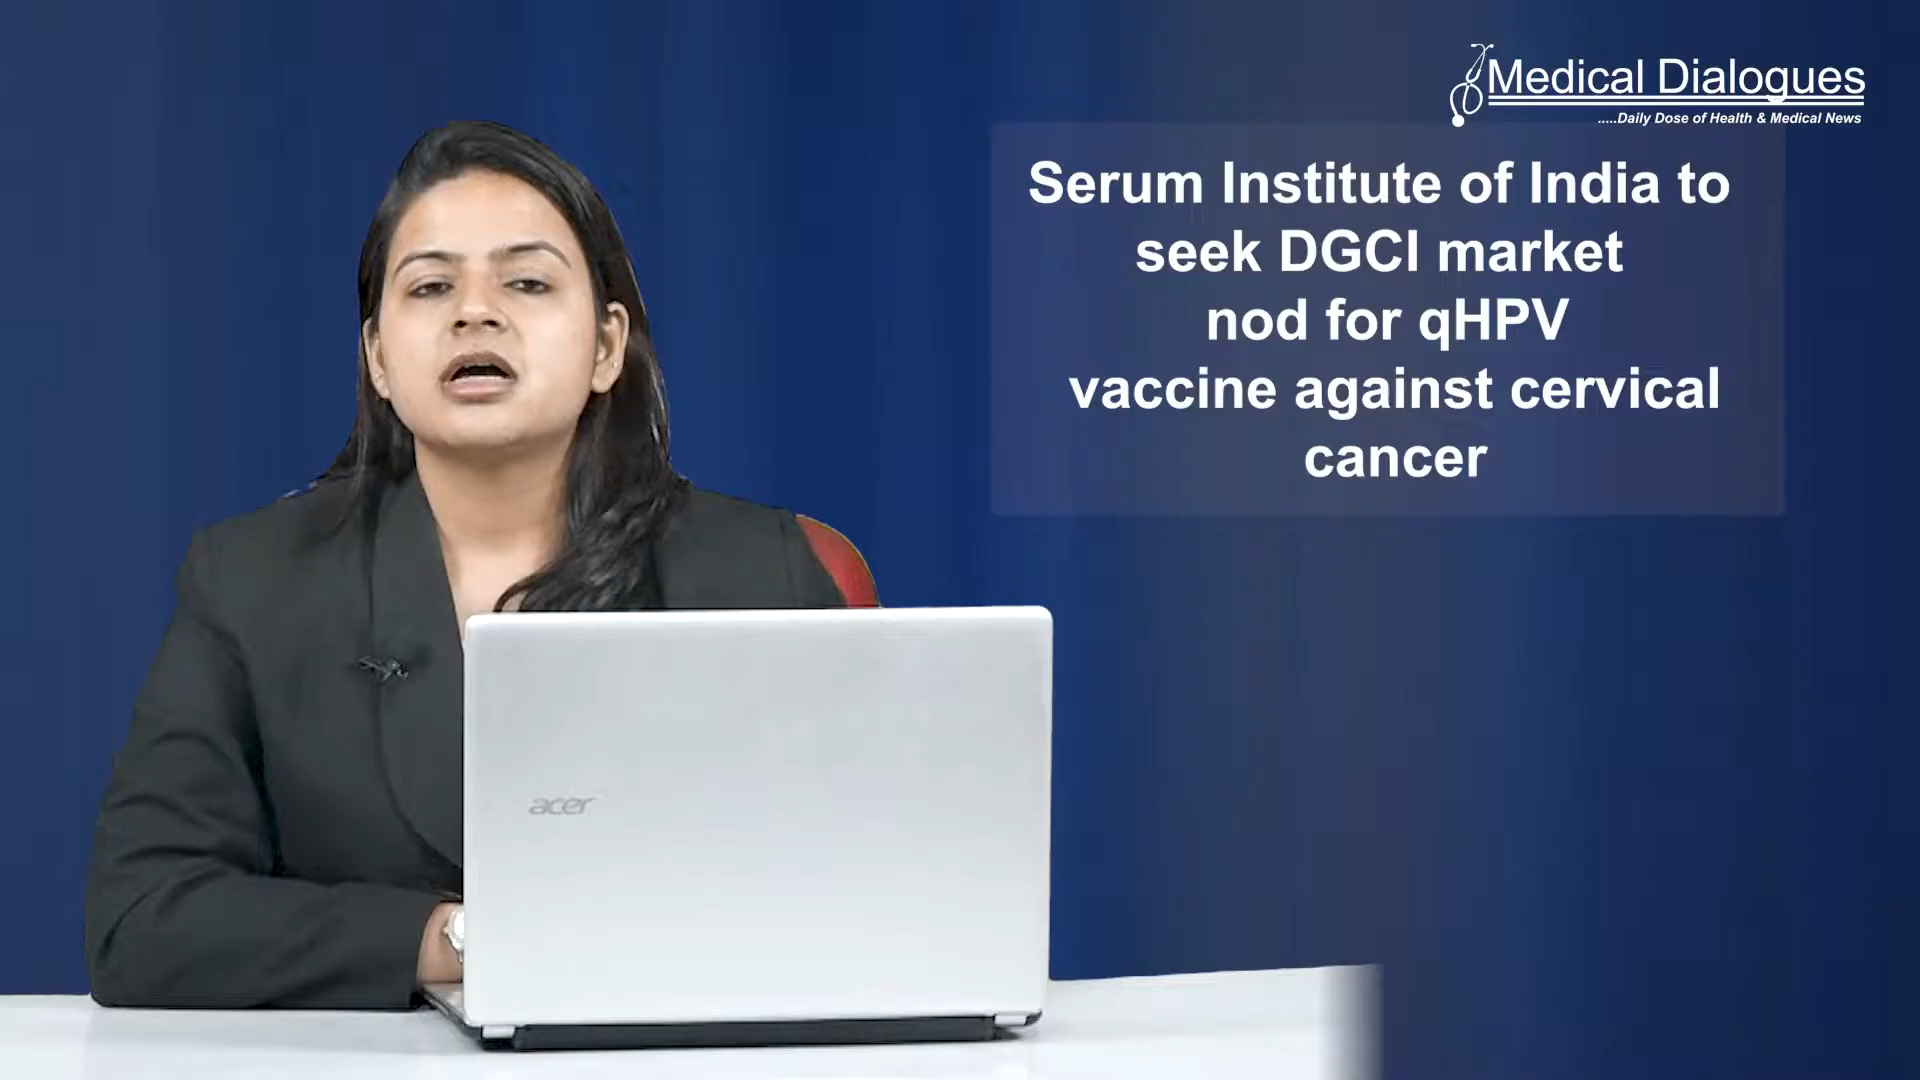 Medical Dialogues
.....Daily Dose of Health & Medical News
Serum Institute of India to
seek DGCI market
nod for qHPV
vaccine against cervical
cancer
acer